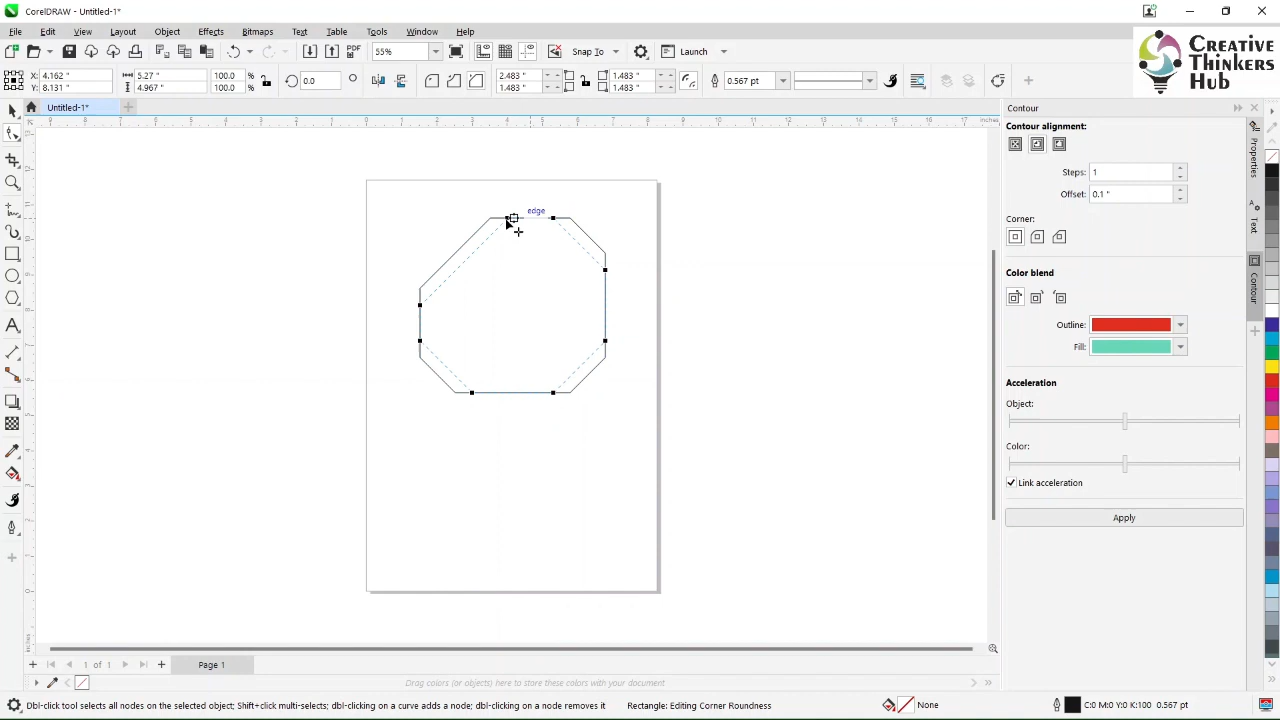 CorelDRAW - Untitled-1*
File Edit View Layout Object Effects Bitmaps Text Table Tools Window Help
PDF 55% Snap To Launch
CREATIVE
THINKERS
HUB
X: 4.162 " 5.27 " 100.0 % 0.0 2.483 " 1.483 " 0.567 pt
Y: 8.131 " 4.967 " 100.0 2.483 " 1.483 "
Untitled-1*
Contour
inches
Contour alignment:
Steps: 1
Offset: 0.1 "
Corner:
Color blend
Outline:
Fill:
Acceleration
Object:
Color:
Link acceleration
Apply
Properties
Text
Contour
edge
1 of 1 Page 1
Drag colors (or objects) here to store these colors with your document
Dbl-click tool selects all nodes on the selected object; Shift+click multi-selects; dbl-clicking on a curve adds a node; dbl-clicking on a node removes it Rectangle: Editing Corner Roundness None C:0 M:0 Y:0 K:100 0.567 pt